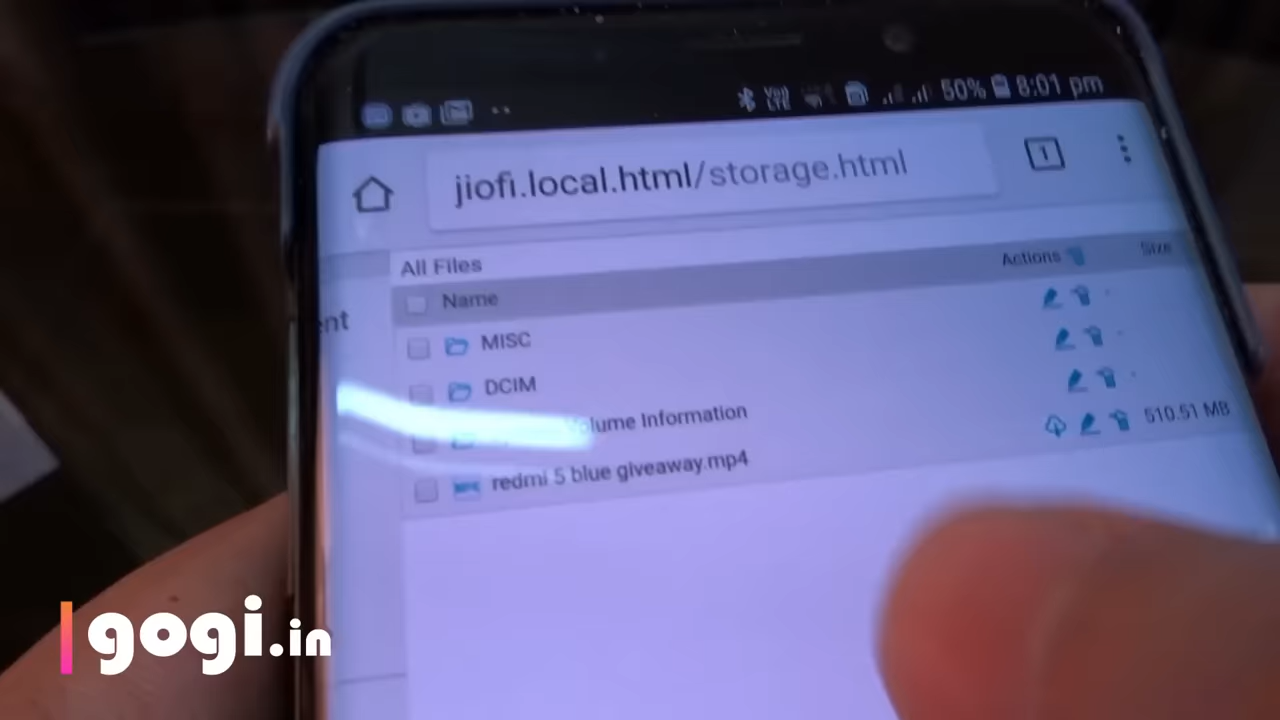 50% 8:01 pm
jiofi.local.html/storage.html
1
All Files
Name Actions Size
MISC
DCIM
Volume Information
redmi 5 blue giveaway.mp4 510.51 MB
gogi.in